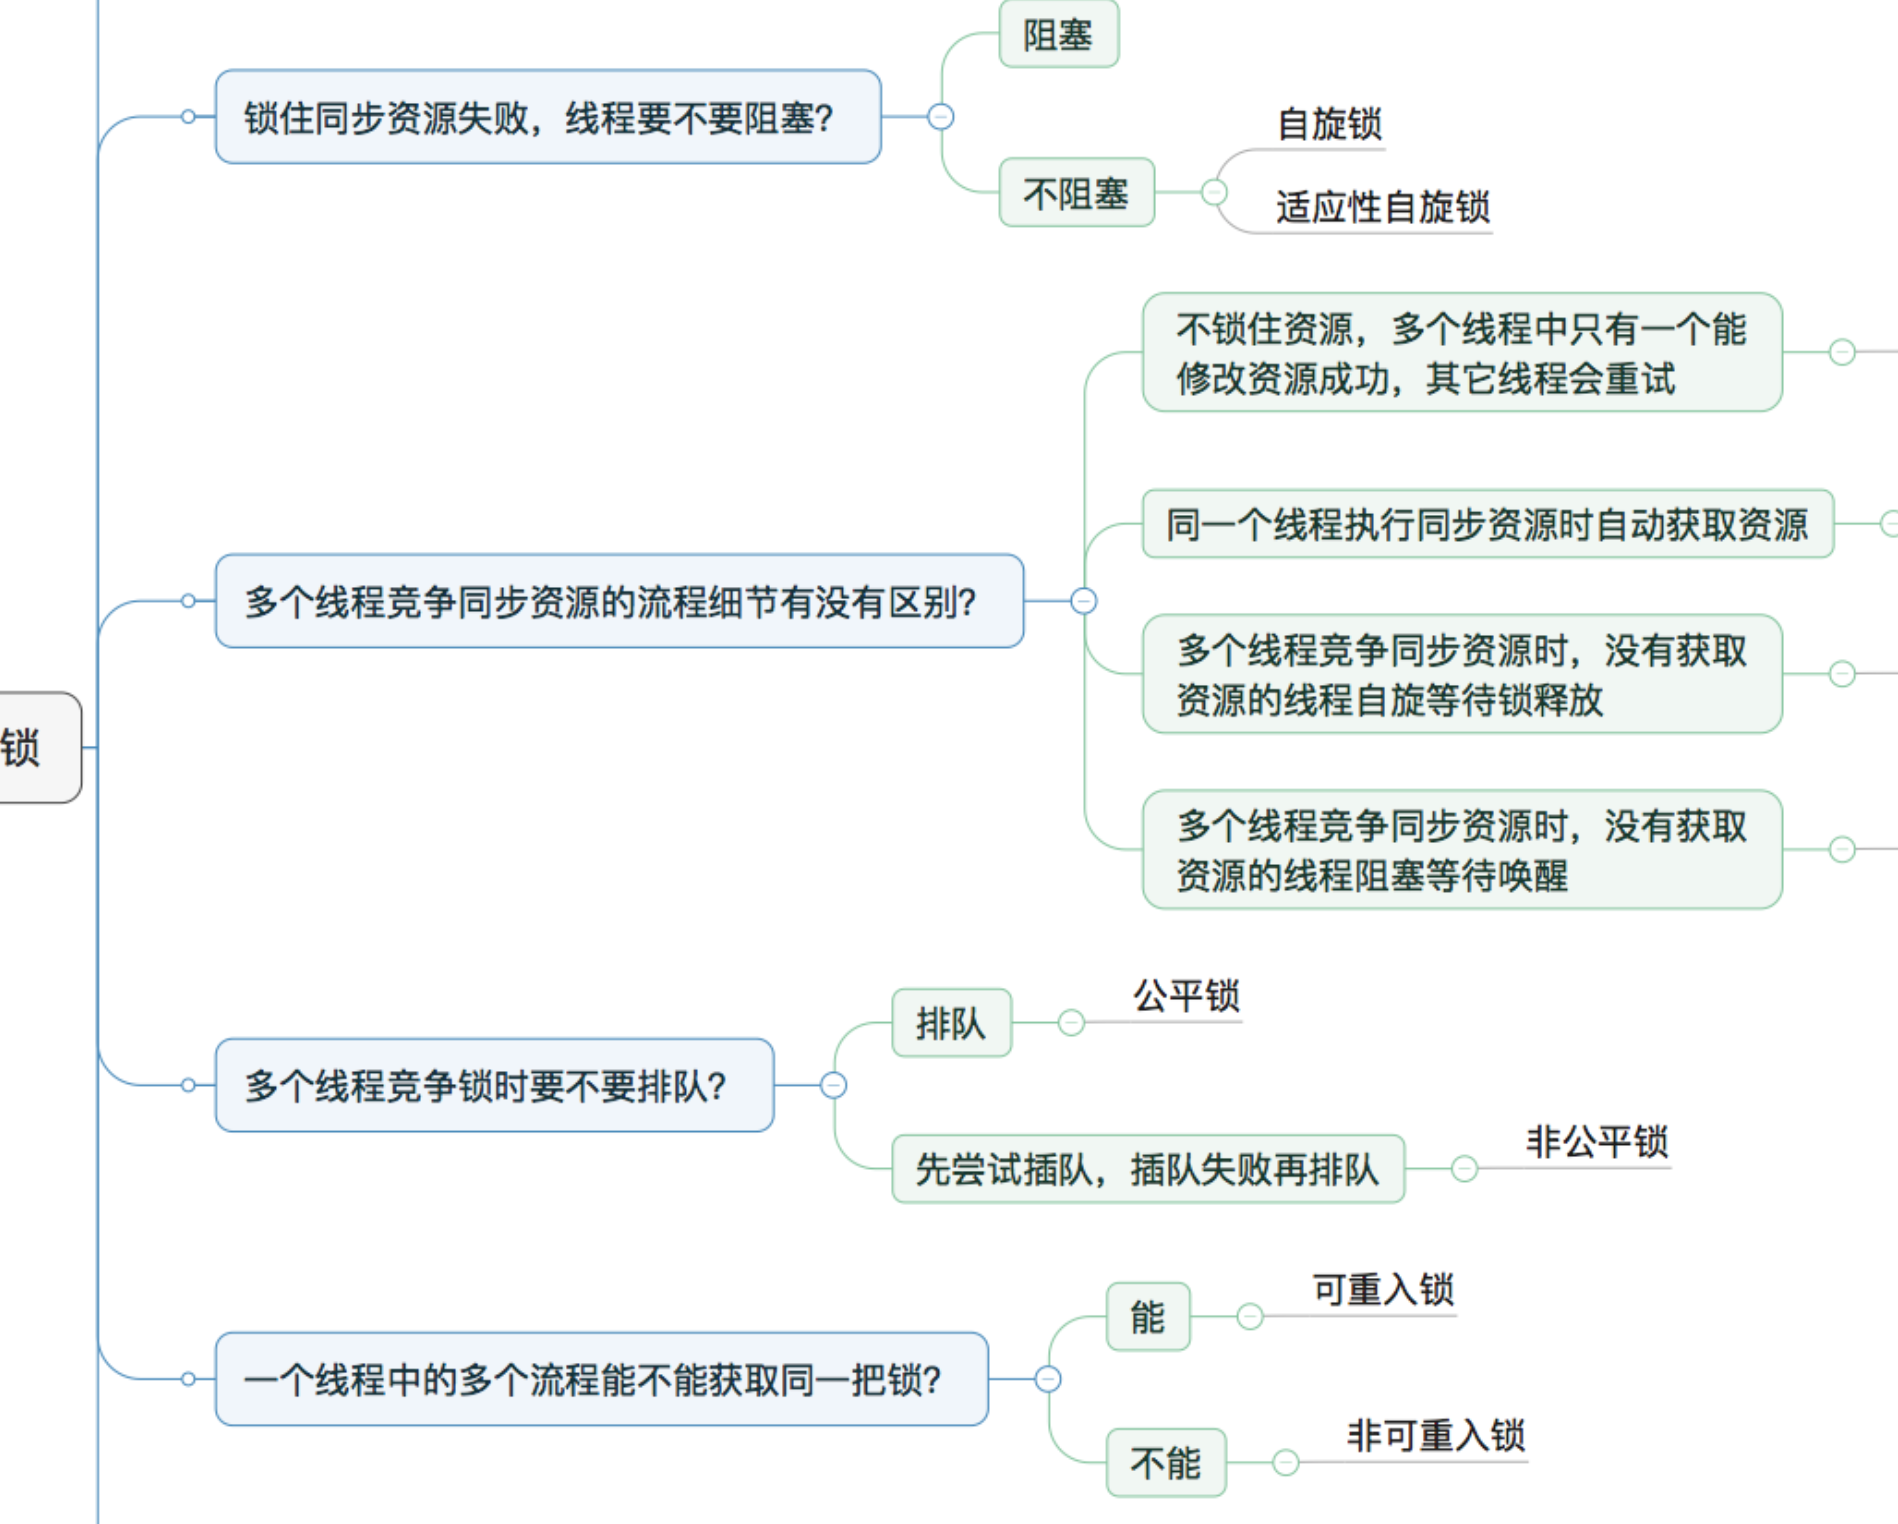 阻塞
锁住同步资源失败，线程要不要阻塞？
自旋锁
不阻塞
适应性自旋锁
不锁住资源，多个线程中只有一个能
修改资源成功，其它线程会重试
同一个线程执行同步资源时自动获取资源
多个线程竞争同步资源的流程细节有没有区别？
多个线程竞争同步资源时，没有获取
资源的线程自旋等待锁释放
锁
多个线程竞争同步资源时，没有获取
资源的线程阻塞等待唤醒
公平锁
排队
多个线程竞争锁时要不要排队？
非公平锁
先尝试插队，插队失败再排队
可重入锁
能
一个线程中的多个流程能不能获取同一把锁？
非可重入锁
不能